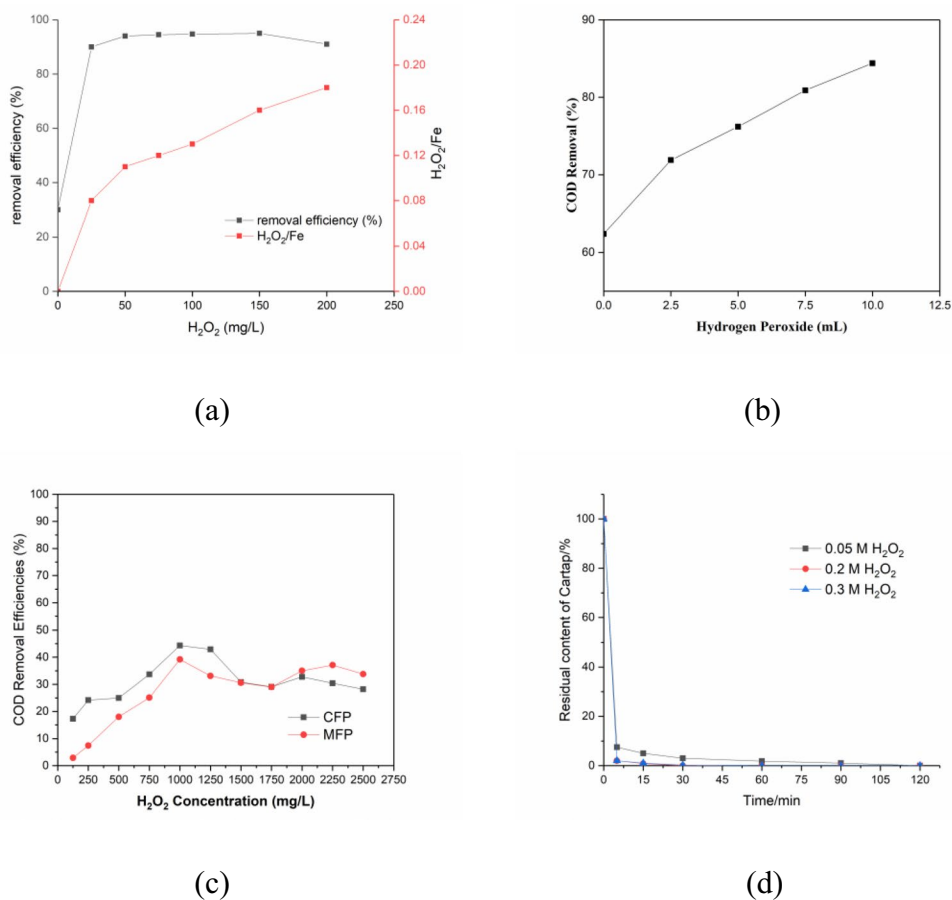 100
80
60
40
20
0
removal efficiency (%)
0.24
0.20
0.16
0.12
0.08
0.04
0.00
H₂O₂/Fe
removal efficiency (%)
H₂O₂/Fe
0 50 100 150 200 250
H₂O₂ (mg/L)
(a)
90
80
70
60
COD Removal (%)
0.0 2.5 5.0 7.5 10.0 12.5
Hydrogen Peroxide (mL)
(b)
100
90
80
70
60
50
40
30
20
10
0
COD Removal Efficiencies (%)
CFP
MFP
250 500 750 1000 1250 1500 1750 2000 2250 2500 2750
H₂O₂ Concentration (mg/L)
(c)
100
80
60
40
20
0
Residual content of Cartap/%
0.05 M H₂O₂
0.2 M H₂O₂
0.3 M H₂O₂
0 15 30 45 60 75 90 105 120
Time/min
(d)